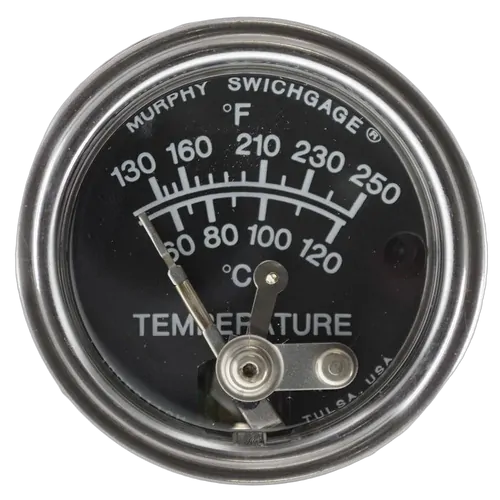 MURPHY SWICHGAGE®
°F
130 160 210 230 250
60 80 100 120
°C
TEMPERATURE
TULSA, USA